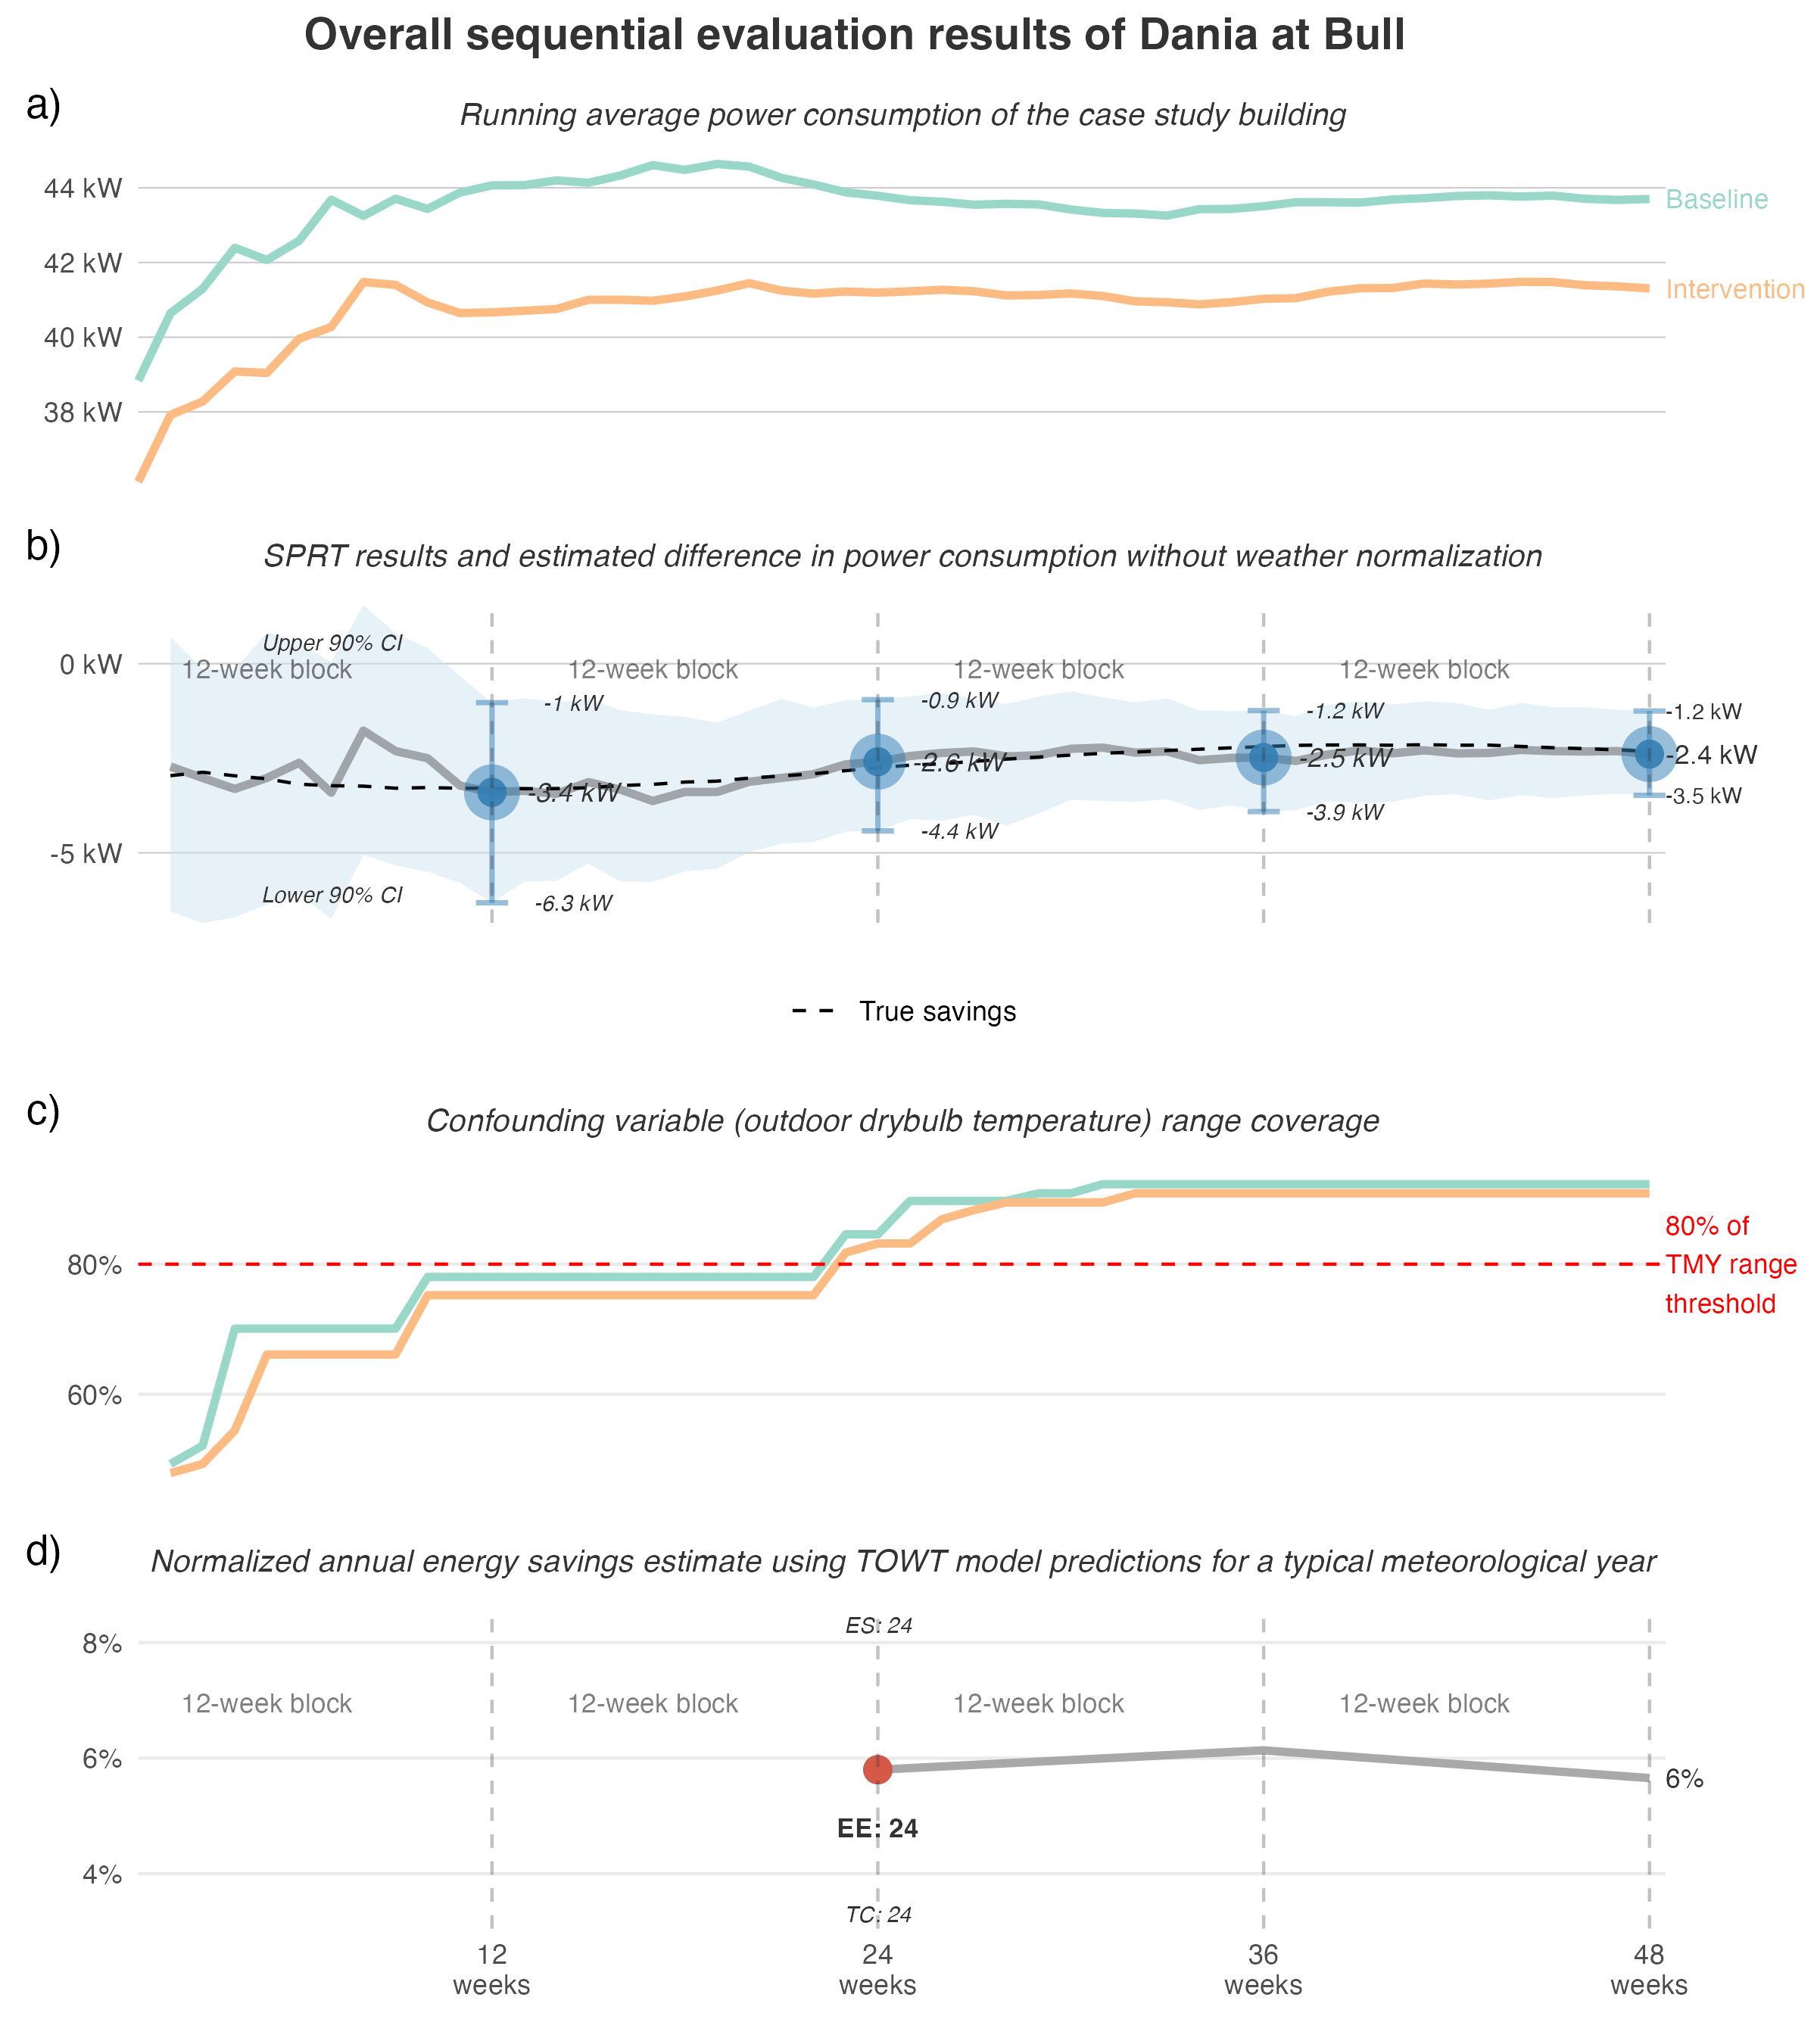 Overall sequential evaluation results of Dania at Bull
a)
Running average power consumption of the case study building
44 kW
42 kW
40 kW
38 kW
Baseline
Intervention
b)
SPRT results and estimated difference in power consumption without weather normalization
Upper 90% CI
0 kW
12-week block
12-week block
12-week block
12-week block
-1 kW
-0.9 kW
-1.2 kW
-1.2 kW
-3.4 kW
-2.6 kW
-2.5 kW
-2.4 kW
-5 kW
Lower 90% CI
-6.3 kW
-4.4 kW
-3.9 kW
-3.5 kW
True savings
c)
Confounding variable (outdoor drybulb temperature) range coverage
80%
60%
80% of
TMY range
threshold
d)
Normalized annual energy savings estimate using TOWT model predictions for a typical meteorological year
ES: 24
8%
12-week block
12-week block
12-week block
12-week block
6%
6%
EE: 24
4%
TC: 24
12
weeks
24
weeks
36
weeks
48
weeks